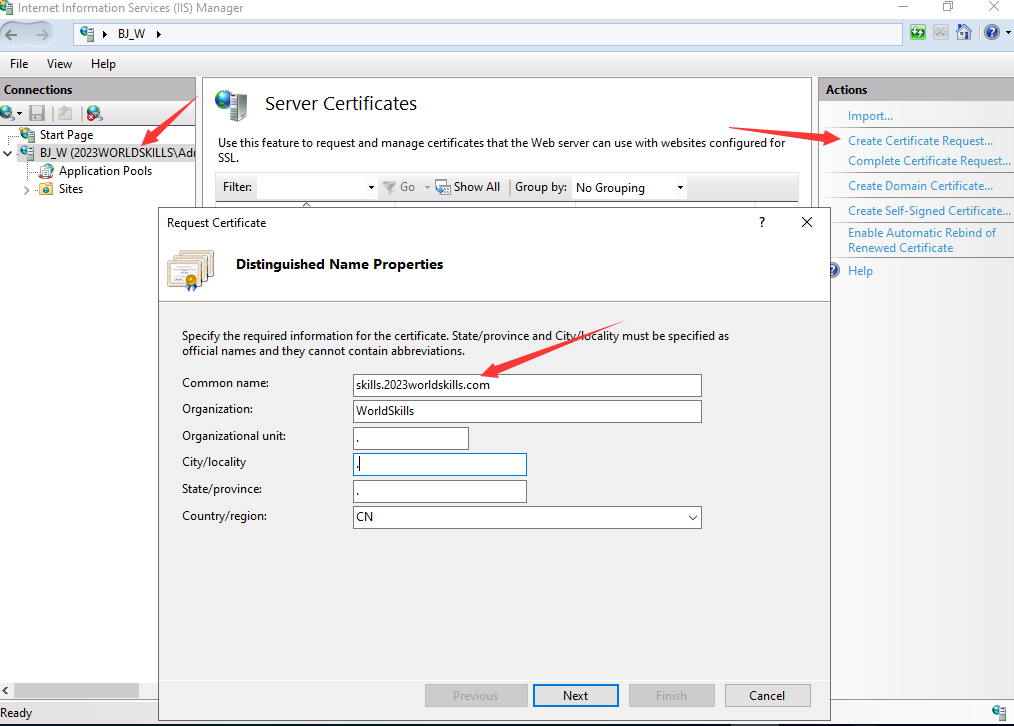 Internet Information Services (IIS) Manager
BJ_W
File View Help
Connections
Start Page
BJ_W (2023WORLDSKILLS\Adr
Application Pools
Sites
Server Certificates
Use this feature to request and manage certificates that the Web server can use with websites configured for
SSL.
Filter: Go Show All Group by: No Grouping
Actions
Import...
Create Certificate Request...
Complete Certificate Request...
Create Domain Certificate...
Create Self-Signed Certificate...
Enable Automatic Rebind of
Renewed Certificate
Help
Request Certificate
?
Distinguished Name Properties
Specify the required information for the certificate. State/province and City/locality must be specified as
official names and they cannot contain abbreviations.
Common name: skills.2023worldskills.com
Organization: WorldSkills
Organizational unit: .
City/locality .
State/province: .
Country/region: CN
Previous Next Finish Cancel
Ready